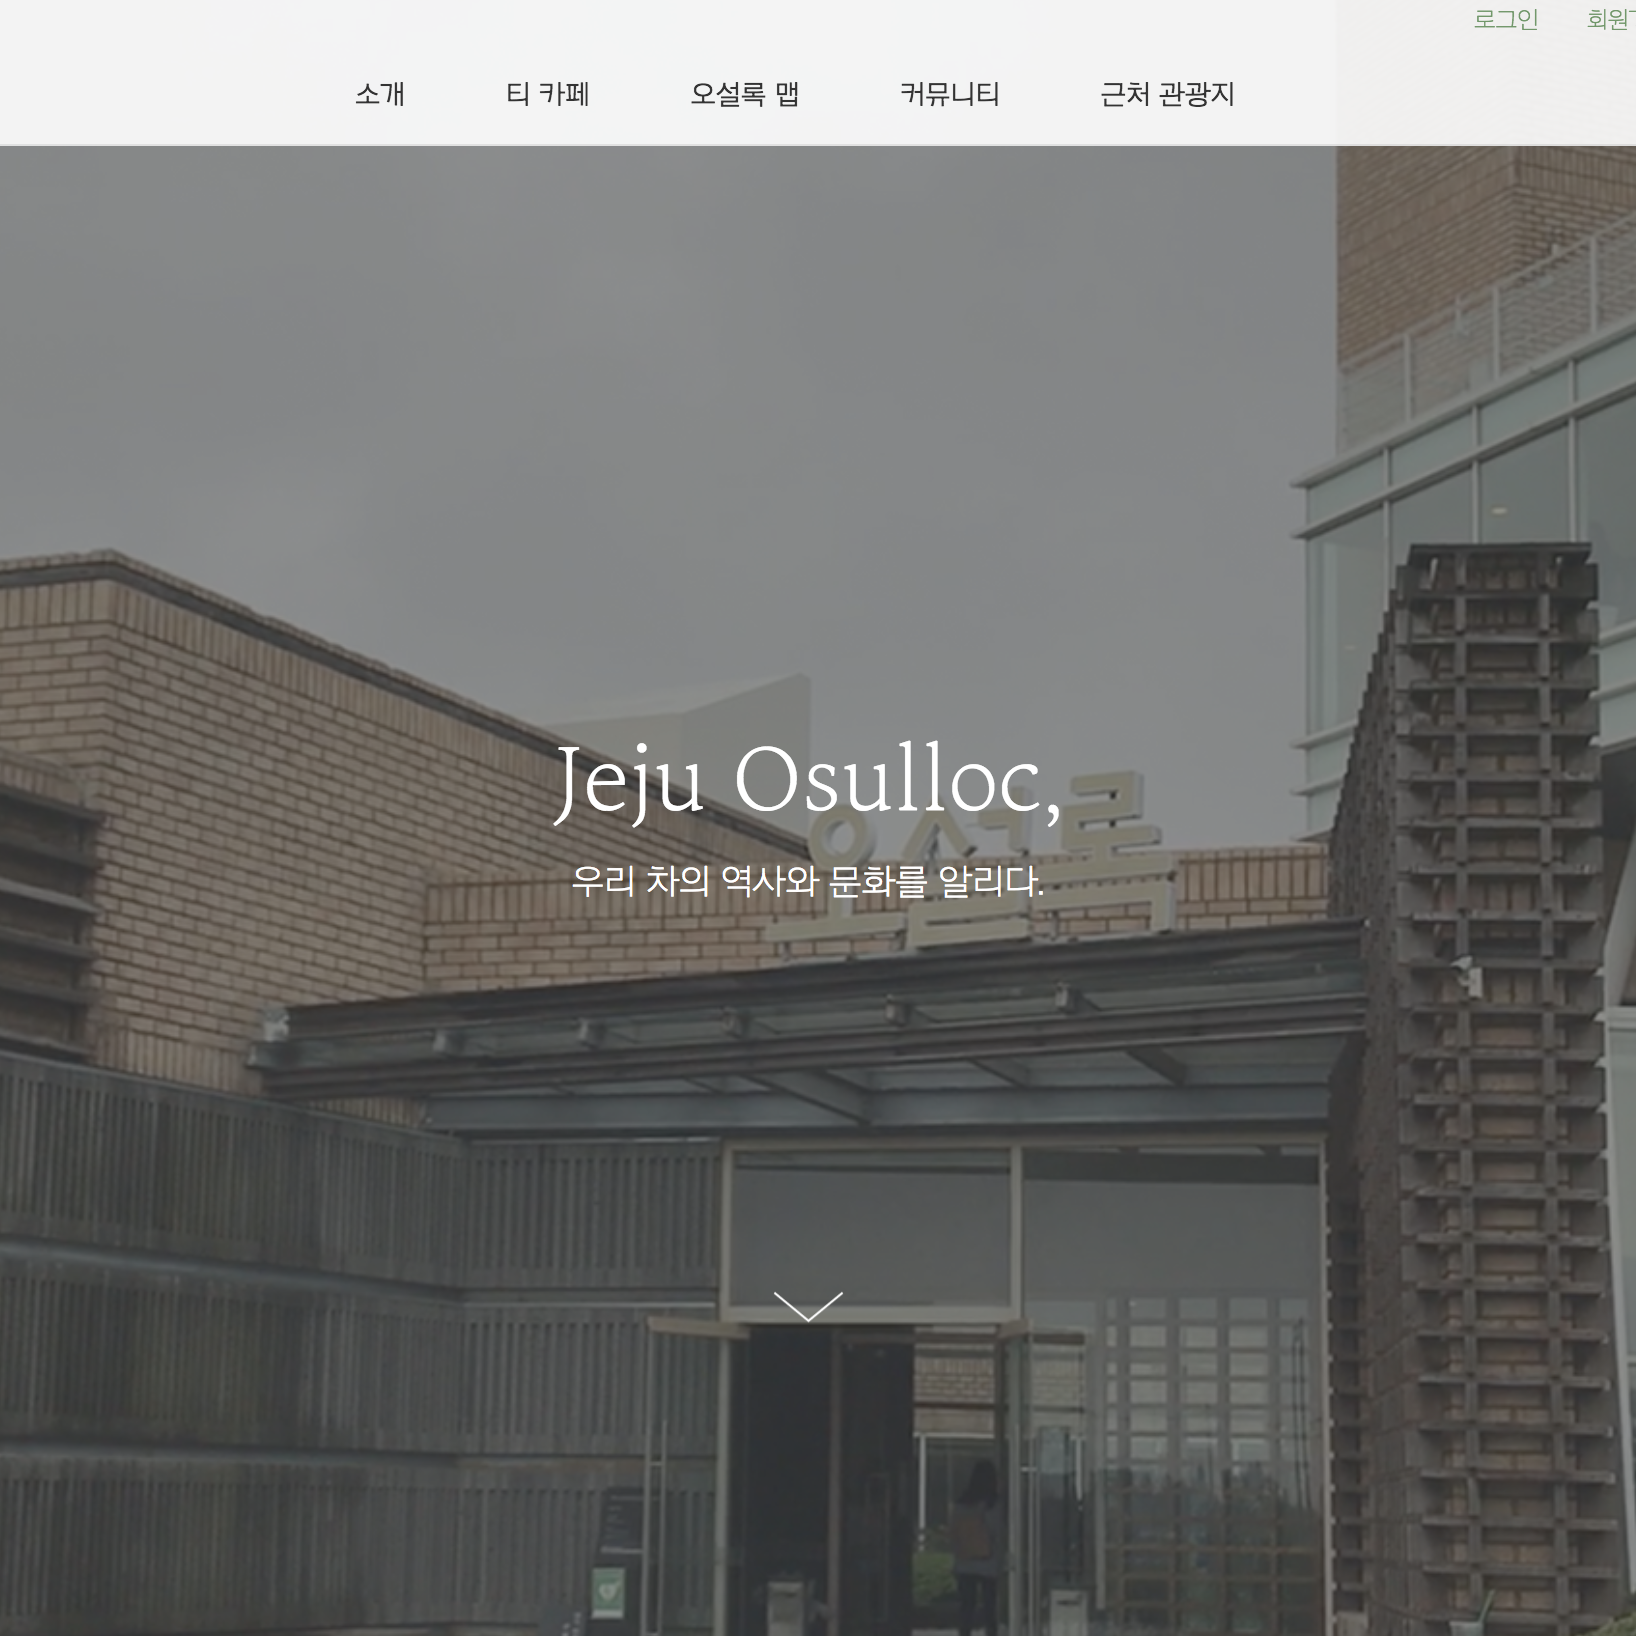 로그인 회원
소개 티 카페 오설록 맵 커뮤니티 근처 관광지
Jeju Osulloc,
오설록
우리 차의 역사와 문화를 알리다.